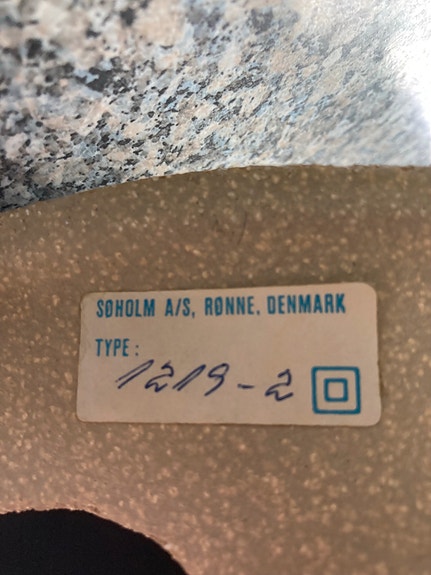 SØHOLM A/S, RØNNE, DENMARK
TYPE:
1219-2